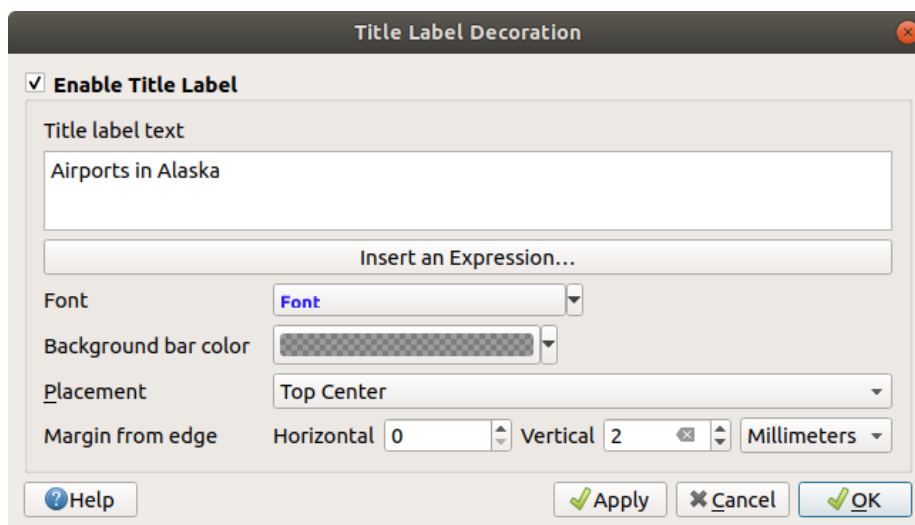 Title Label Decoration
Enable Title Label
Title label text
Airports in Alaska
Insert an Expression...
Font Font
Background bar color
Placement Top Center
Margin from edge Horizontal 0 Vertical 2 Millimeters
Help Apply Cancel OK